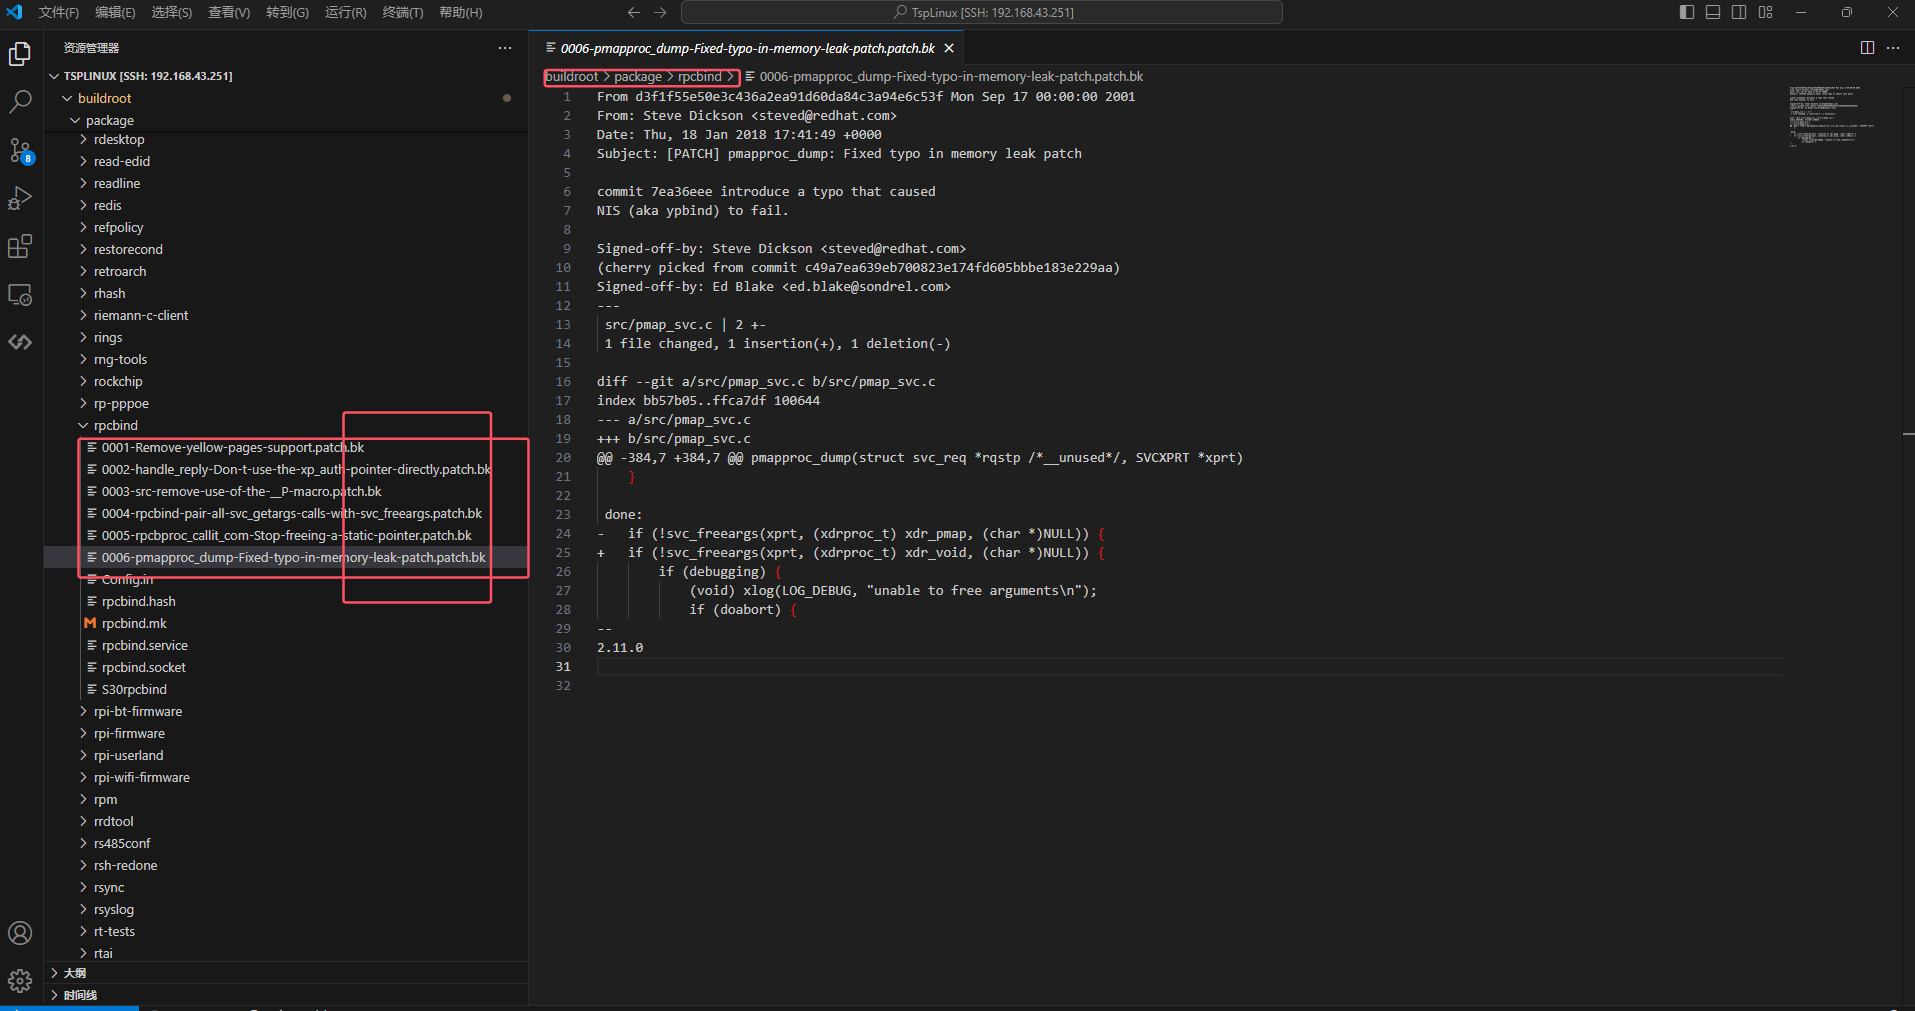 文件(F) 编辑(E) 选择(S) 查看(V) 转到(G) 运行(R) 终端(T) 帮助(H)
TspLinux [SSH: 192.168.43.251]
资源管理器
TSPLINUX [SSH: 192.168.43.251]
buildroot
package
rdesktop
read-edid
readline
redis
refpolicy
restorecond
retroarch
rhash
riemann-c-client
rings
rng-tools
rockchip
rp-pppoe
rpcbind
0001-Remove-yellow-pages-support.patch.bk
0002-handle_reply-Don-t-use-the-xp_auth-pointer-directly.patch.bk
0003-src-remove-use-of-the-__P-macro.patch.bk
0004-rpcbind-pair-all-svc_getargs-calls-with-svc_freeargs.patch.bk
0005-rpcbproc_callit_com-Stop-freeing-a-static-pointer.patch.bk
0006-pmapproc_dump-Fixed-typo-in-memory-leak-patch.patch.bk
Config.in
rpcbind.hash
rpcbind.mk
rpcbind.service
rpcbind.socket
S30rpcbind
rpi-bt-firmware
rpi-firmware
rpi-userland
rpi-wifi-firmware
rpm
rrdtool
rs485conf
rsh-redone
rsync
rsyslog
rt-tests
rtai
大纲
时间线
8
0006-pmapproc_dump-Fixed-typo-in-memory-leak-patch.patch.bk
buildroot > package > rpcbind > 0006-pmapproc_dump-Fixed-typo-in-memory-leak-patch.patch.bk
1 From d3f1f55e50e3c436a2ea91d60da84c3a94e6c53f Mon Sep 17 00:00:00 2001
2 From: Steve Dickson <steved@redhat.com>
3 Date: Thu, 18 Jan 2018 17:41:49 +0000
4 Subject: [PATCH] pmapproc_dump: Fixed typo in memory leak patch
5
6 commit 7ea36eee introduce a typo that caused
7 NIS (aka ypbind) to fail.
8
9 Signed-off-by: Steve Dickson <steved@redhat.com>
10 (cherry picked from commit c49a7ea639eb700823e174fd605bbbe183e229aa)
11 Signed-off-by: Ed Blake <ed.blake@sondrel.com>
12 ---
13 src/pmap_svc.c | 2 +-
14 1 file changed, 1 insertion(+), 1 deletion(-)
15
16 diff --git a/src/pmap_svc.c b/src/pmap_svc.c
17 index bb57b05..ffca7df 100644
18 --- a/src/pmap_svc.c
19 +++ b/src/pmap_svc.c
20 @@ -384,7 +384,7 @@ pmapproc_dump(struct svc_req *rqstp /*__unused*/, SVCXPRT *xprt)
21 }
22
23 done:
24 - if (!svc_freeargs(xprt, (xdrproc_t) xdr_pmap, (char *)NULL)) {
25 + if (!svc_freeargs(xprt, (xdrproc_t) xdr_void, (char *)NULL)) {
26 if (debugging) {
27 (void) xlog(LOG_DEBUG, "unable to free arguments\n");
28 if (doabort) {
29 --
30 2.11.0
31
32